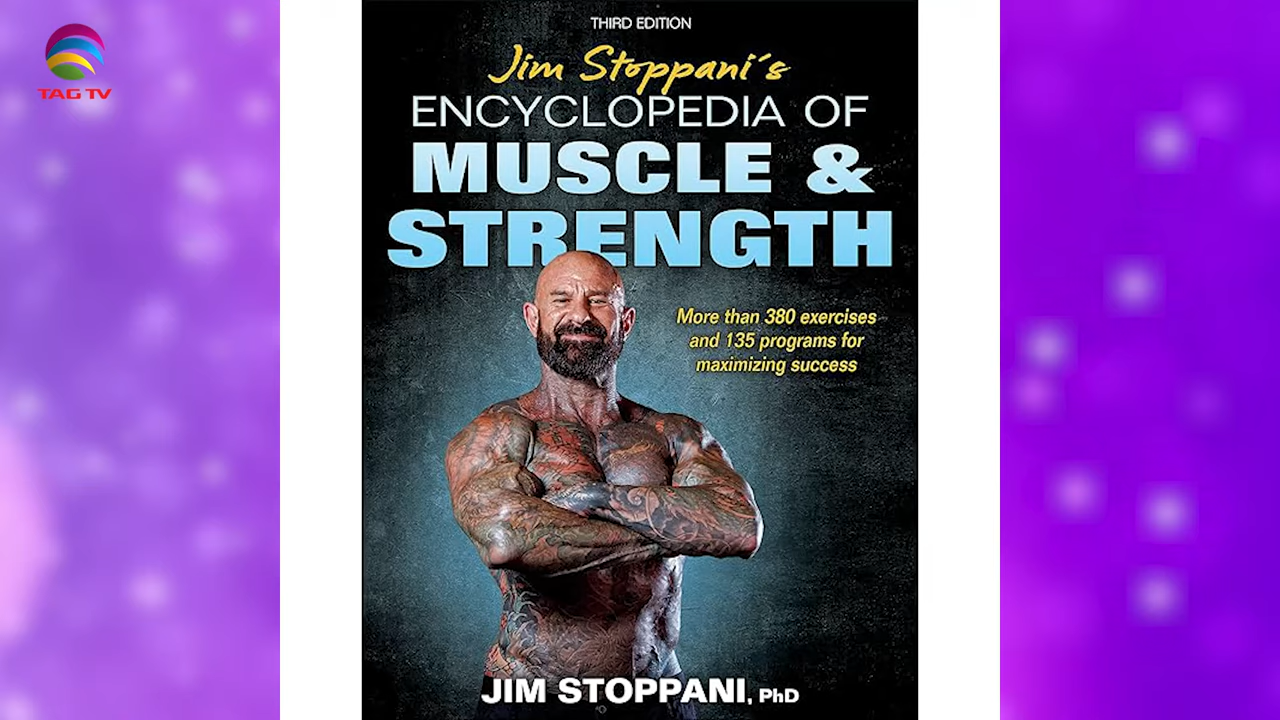 TAG TV
THIRD EDITION
Jim Stoppani´s
ENCYCLOPEDIA OF
MUSCLE &
STRENGTH
More than 380 exercises
and 135 programs for
maximizing success
JIM STOPPANI, PhD